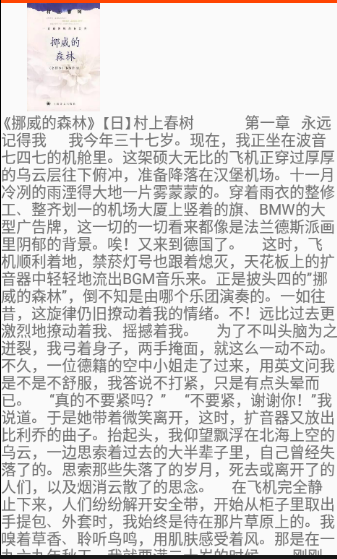 挪威的
森林
《挪威的森林》【日】村上春树 第一章 永远
记得我 我今年三十七岁。现在，我正坐在波音
七四七的机舱里。这架硕大无比的飞机正穿过厚厚
的乌云层往下俯冲，准备降落在汉堡机场。十一月
冷冽的雨湮得大地一片雾蒙蒙的。穿着雨衣的整修
工、整齐划一的机场大厦上竖着的旗、BMW的大
型广告牌，这一切的一切看来都像是法兰德斯派画
里阴郁的背景。唉！又来到德国了。 这时，飞
机顺利着地，禁菸灯号也跟着熄灭，天花板上的扩
音器中轻轻地流出BGM音乐来。正是披头四的"挪
威的森林"，倒不知是由哪个乐团演奏的。一如往
昔，这旋律仍旧撩动着我的情绪。不！远比过去更
激烈地撩动着我、摇撼着我。 为了不叫头脑为之
迸裂，我弓着身子，两手掩面，就这么一动不动。
不久，一位德籍的空中小姐走了过来，用英文问我
是不是不舒服，我答说不打紧，只是有点头晕而
已。 "真的不要紧吗？" "不要紧，谢谢你！"我
说道。于是她带着微笑离开，这时，扩音器又放出
比利乔的曲子。抬起头，我仰望飘浮在北海上空的
乌云，一边思索着过去的大半辈子里，自己曾经失
落了的。思索那些失落了的岁月，死去或离开了的
人们，以及烟消云散了的思念。 在飞机完全静
止下来，人们纷纷解开安全带，开始从柜子里取出
手提包、外套时，我始终是待在那片草原上的。我
嗅着草香、聆听鸟鸣，用肌肤感受着风。那是在一
九六九年秋天，我就要满二十岁的时候。 刚刚